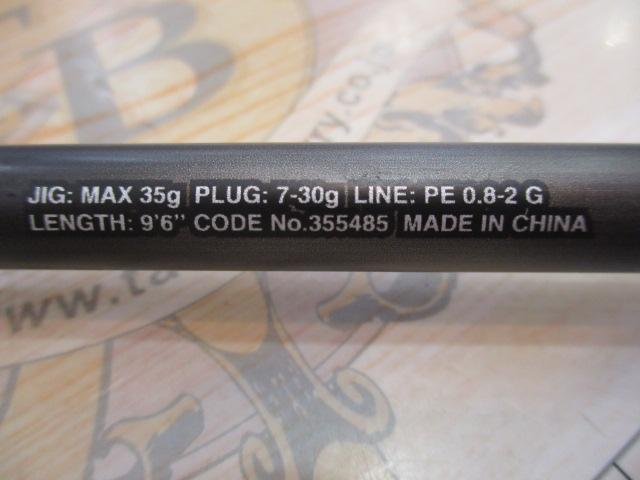 JIG: MAX 35g PLUG: 7-30g LINE: PE 0.8-2 G
LENGTH: 9'6" CODE No.355485 MADE IN CHINA